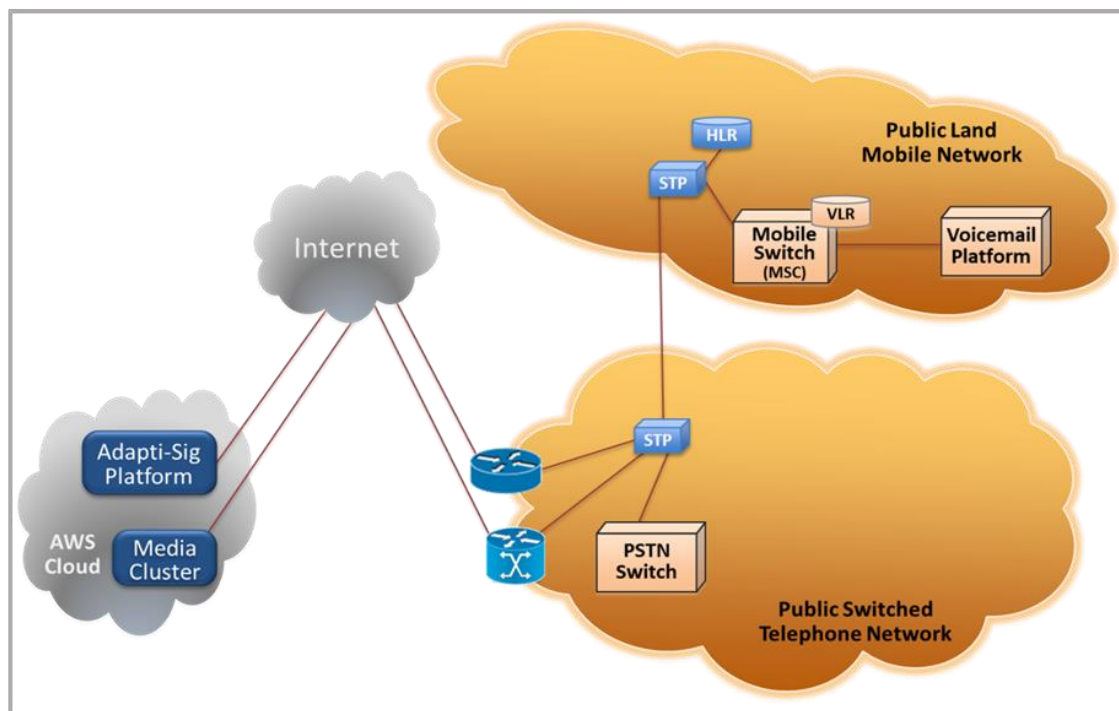 Public Land
Mobile Network
HLR
STP
VLR
Mobile
Switch
(MSC)
Voicemail
Platform
Internet
Adapti-Sig
Platform
AWS
Cloud
Media
Cluster
STP
PSTN
Switch
Public Switched
Telephone Network